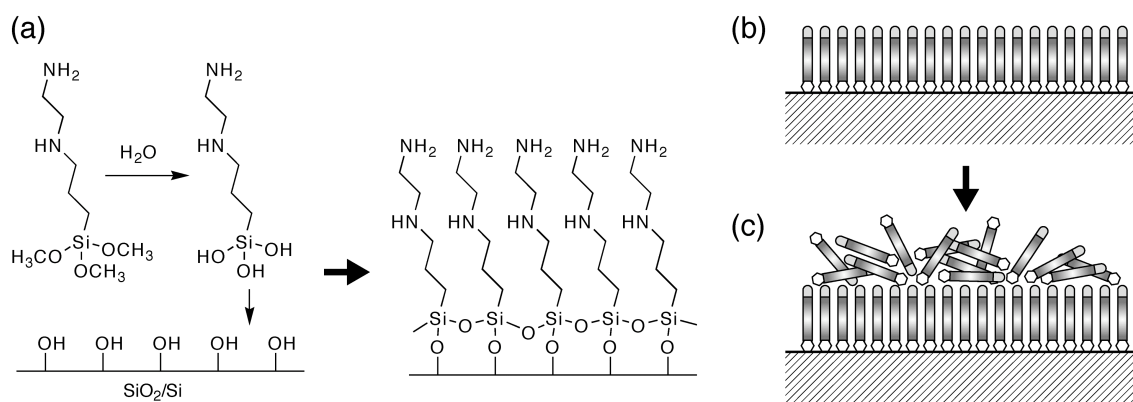 (a)
(b)
(c)
NH2
HN
H3CO
Si
OCH3
OCH3
H2O
NH2
HN
HO
Si
OH
OH
OH OH OH OH OH
SiO2/Si
NH2 NH2 NH2 NH2 NH2
HN HN HN HN HN
Si O Si O Si O Si O Si
O O O O O